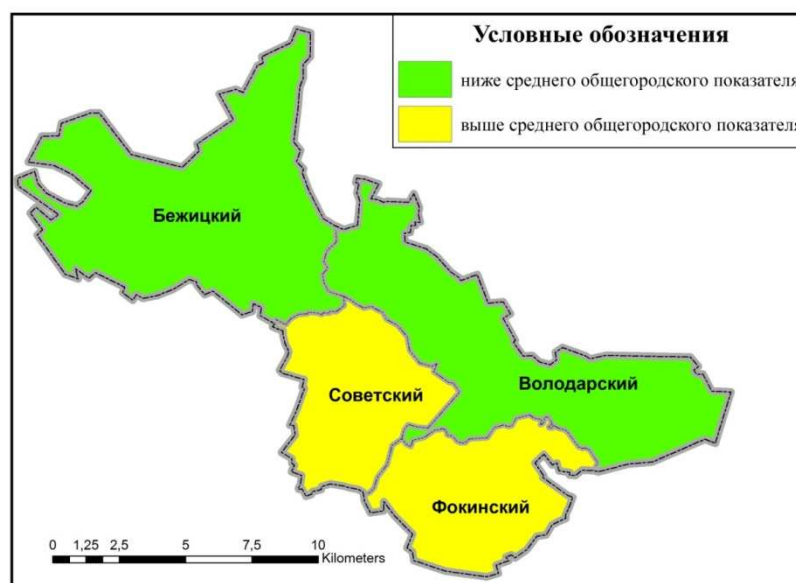 Условные обозначения
ниже среднего общегородского показателя
выше среднего общегородского показателя
Бежицкий
Володарский
Советский
Фокинский
0 1,25 2,5 5 7,5 10
Kilometers